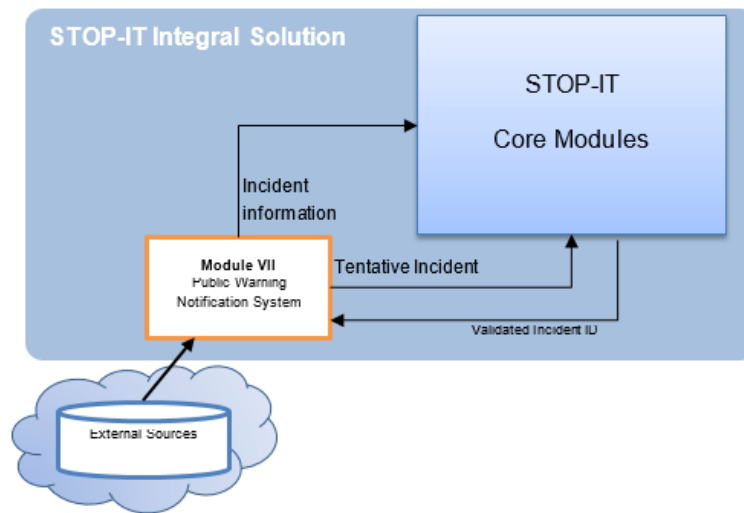 STOP-IT Integral Solution
STOP-IT
Core Modules
Incident
information
Module VII
Public Warning
Notification System
Tentative Incident
Validated Incident ID
External Sources